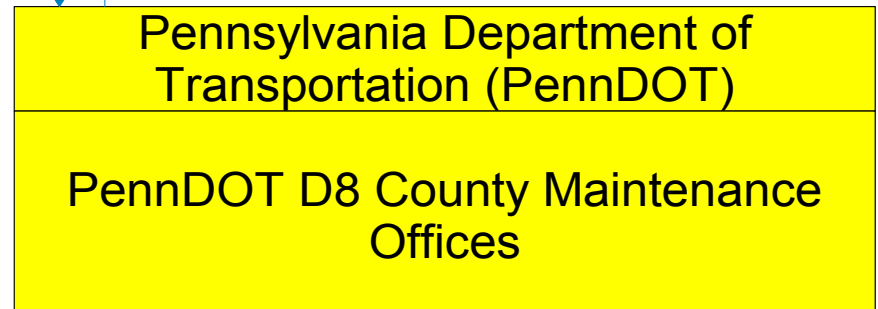 Pennsylvania Department of
Transportation (PennDOT)
PennDOT D8 County Maintenance
Offices